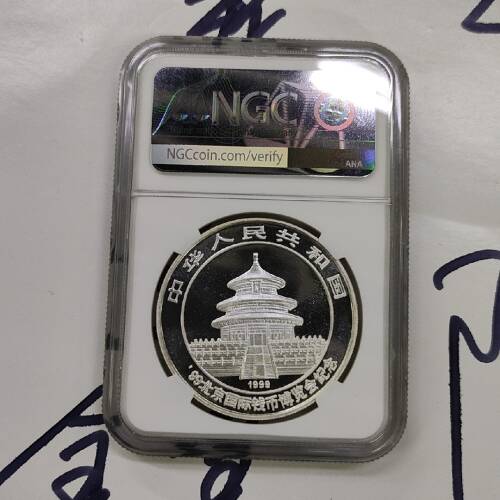 NGC
NGCcoin.com/verify
ANA
中华人民共和国
1999
'99北京国际钱币博览会纪念